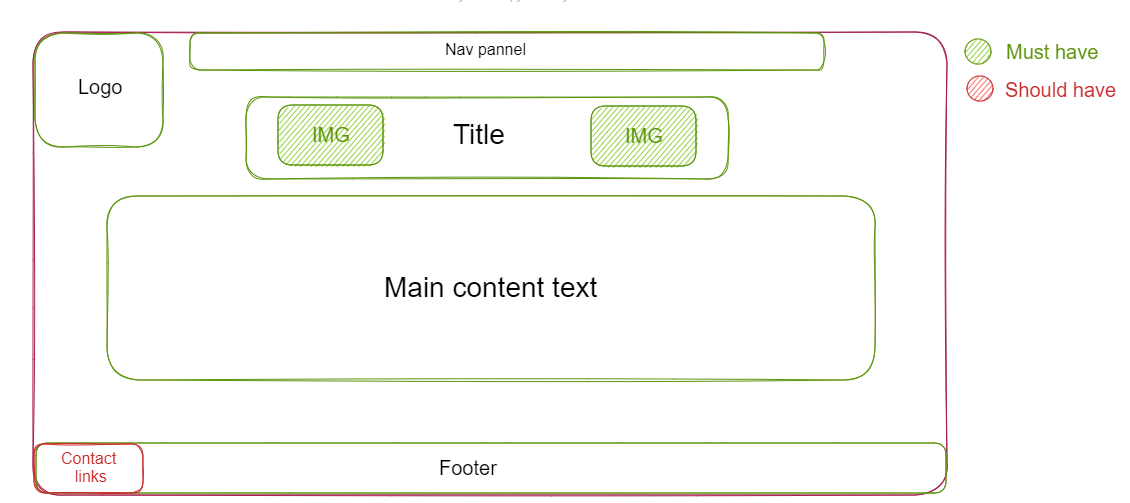 Nav pannel
Logo
IMG
Title
IMG
Main content text
Contact
links
Footer
Must have
Should have